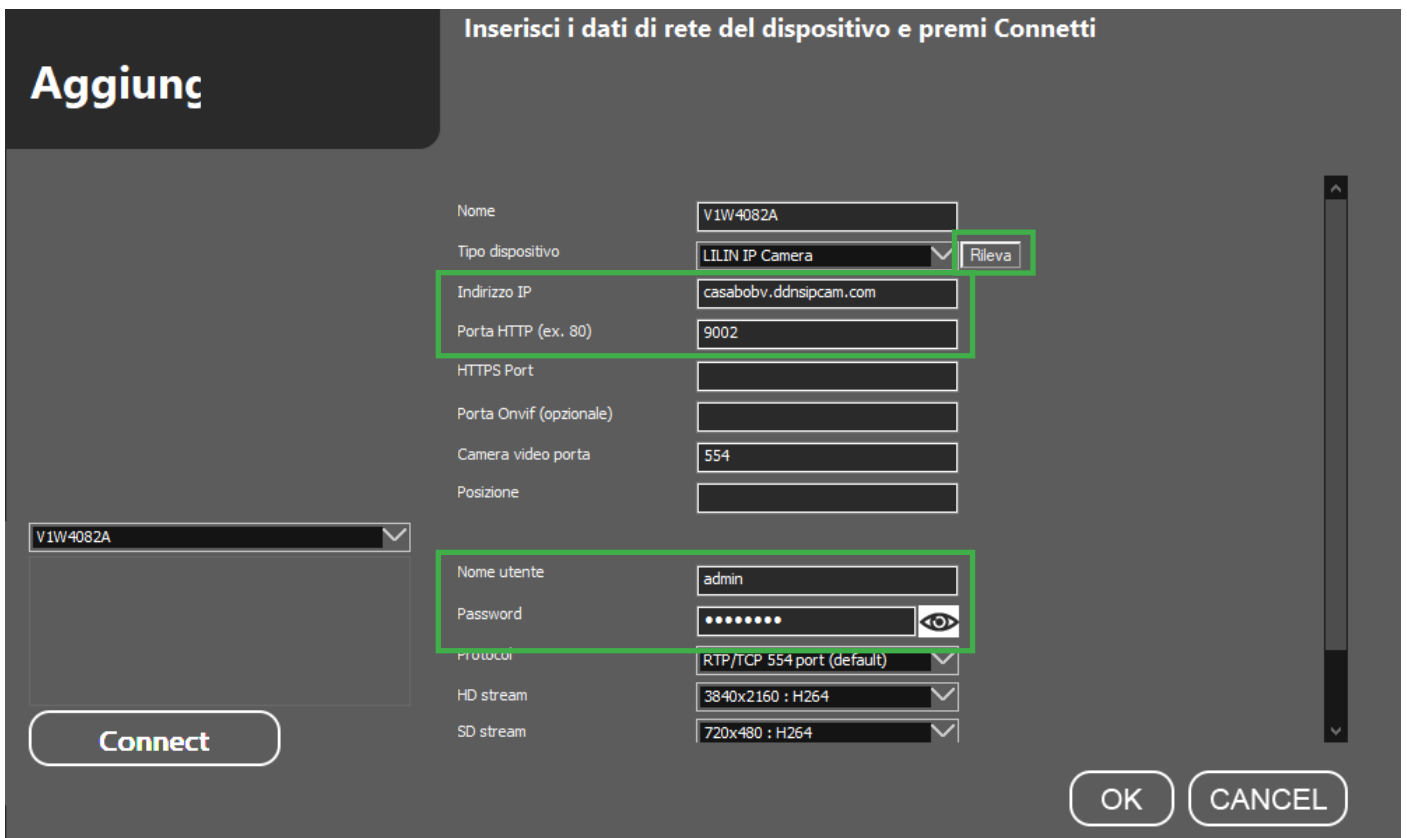 Inserisci i dati di rete del dispositivo e premi Connetti
Aggiung
Nome V1W4082A
Tipo dispositivo LILIN IP Camera Rileva
Indirizzo IP casabobv.ddnsipcam.com
Porta HTTP (ex. 80) 9002
HTTPS Port
Porta Onvif (opzionale)
Camera video porta 554
Posizione
V1W4082A
Nome utente admin
Password ••••••••
Protocol RTP/TCP 554 port (default)
HD stream 3840x2160 : H264
SD stream 720x480 : H264
Connect
OK CANCEL